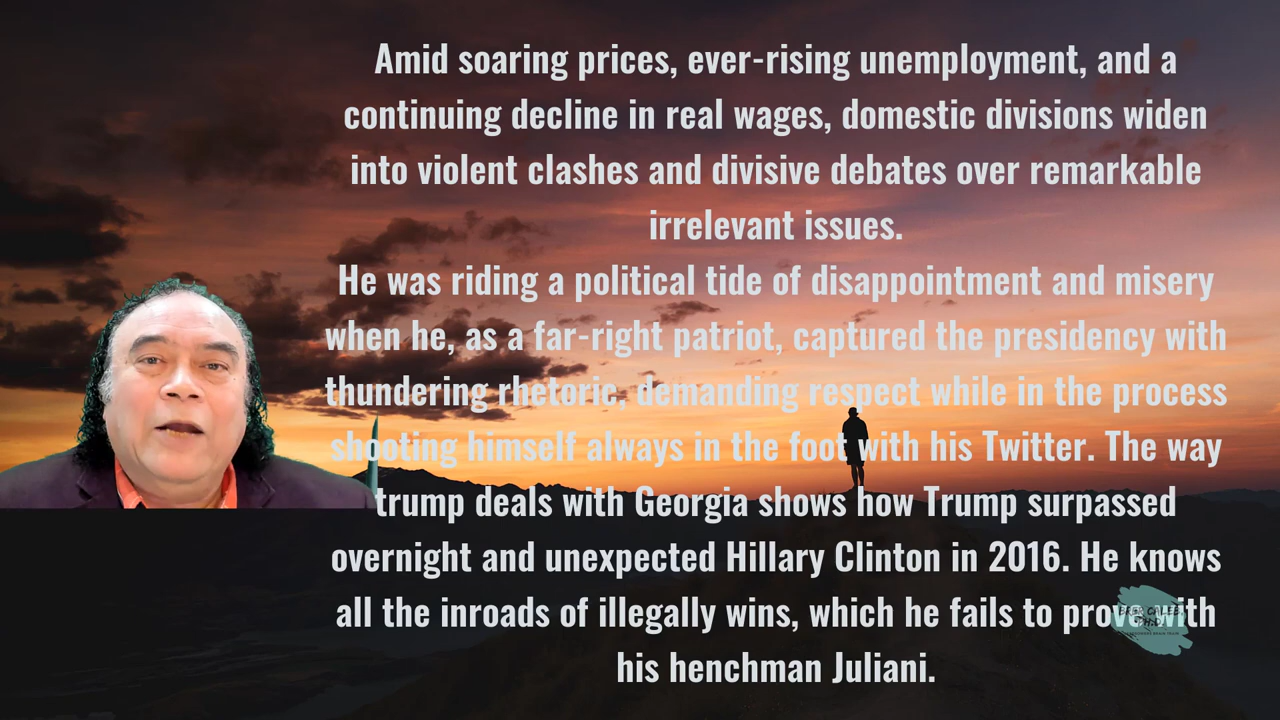 Amid soaring prices, ever-rising unemployment, and a
continuing decline in real wages, domestic divisions widen
into violent clashes and divisive debates over remarkable
irrelevant issues.
He was riding a political tide of disappointment and misery
when he, as a far-right patriot, captured the presidency with
thundering rhetoric, demanding respect while in the process
shooting himself always in the foot with his Twitter. The way
trump deals with Georgia shows how Trump surpassed
overnight and unexpected Hillary Clinton in 2016. He knows
all the inroads of illegally wins, which he fails to prove with
his henchman Juliani.